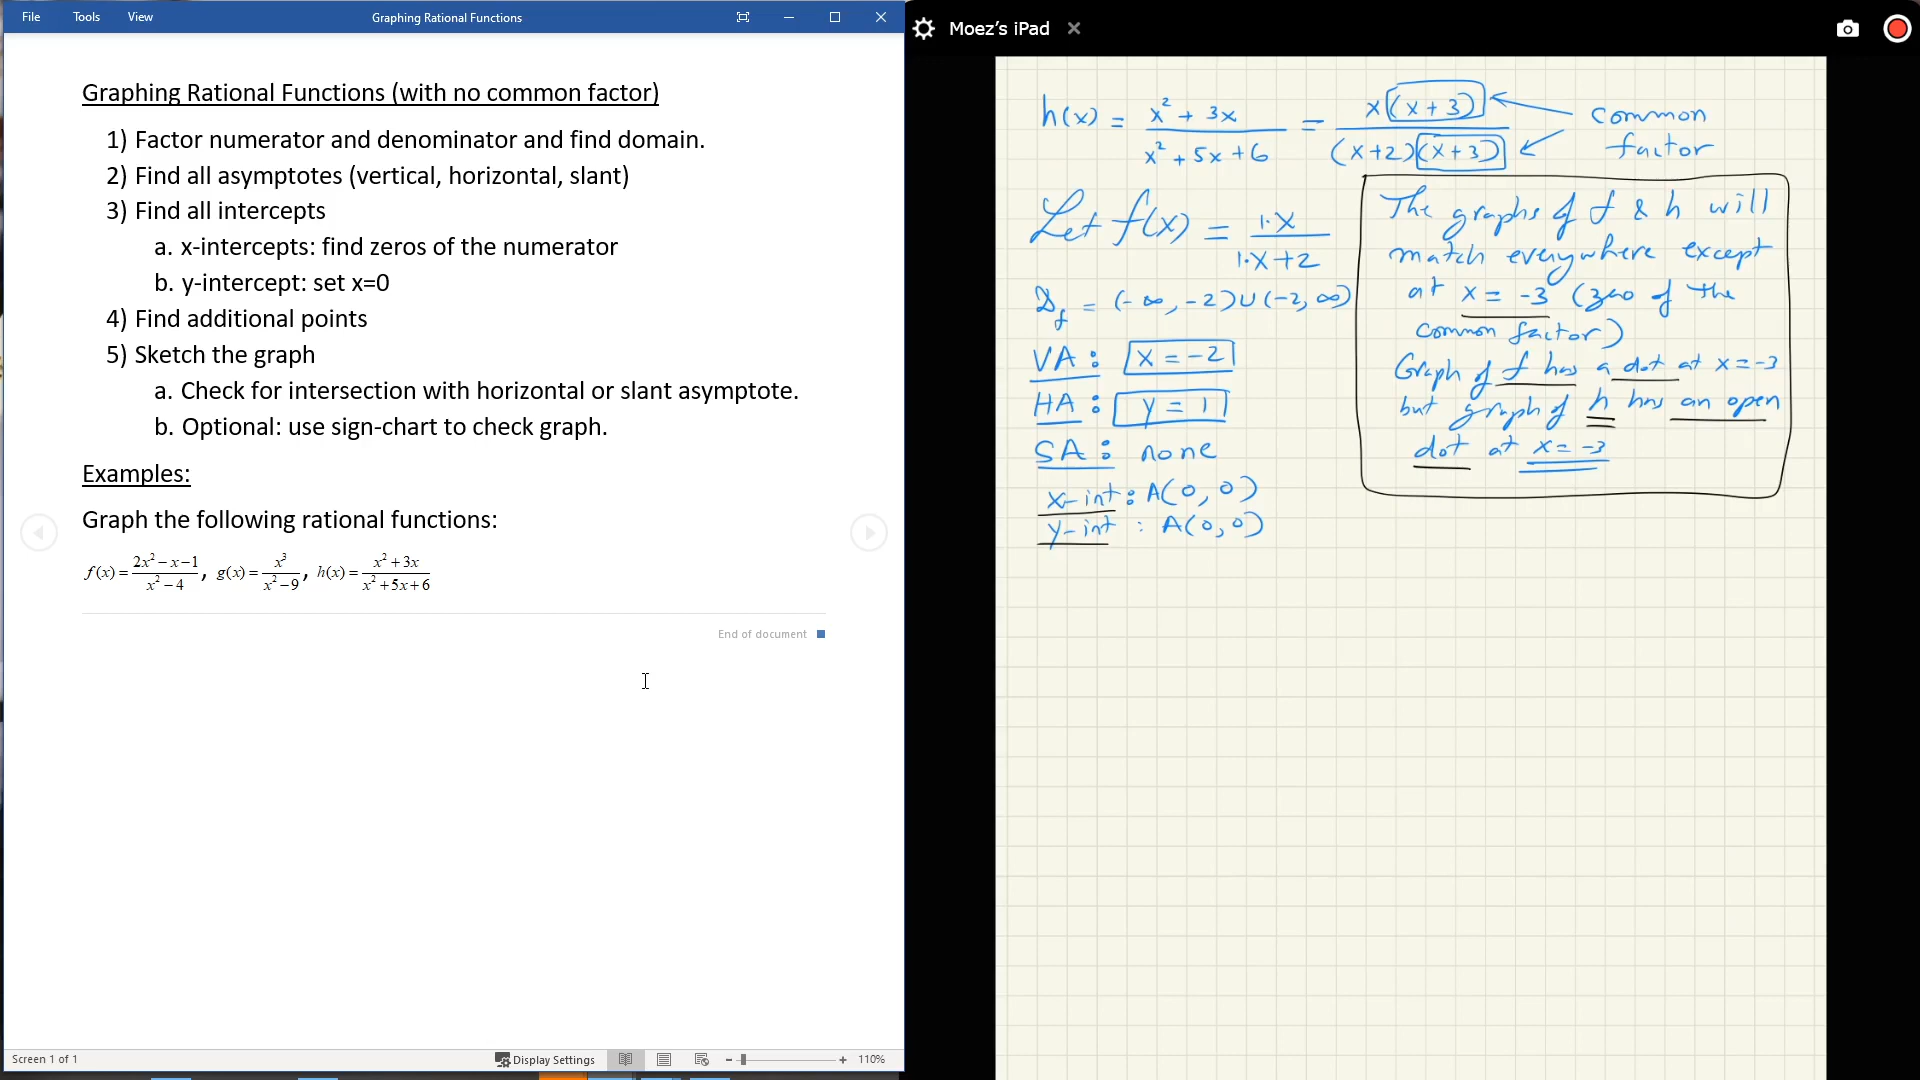 File Tools View Graphing Rational Functions
Graphing Rational Functions (with no common factor)
1) Factor numerator and denominator and find domain.
2) Find all asymptotes (vertical, horizontal, slant)
3) Find all intercepts
a. x-intercepts: find zeros of the numerator
b. y-intercept: set x=0
4) Find additional points
5) Sketch the graph
a. Check for intersection with horizontal or slant asymptote.
b. Optional: use sign-chart to check graph.
Examples:
Graph the following rational functions:
f(x) = (2x² − x − 1)/(x² − 4), g(x) = x³/(x² − 9), h(x) = (x² + 3x)/(x² + 5x + 6)
End of document
Screen 1 of 1 Display Settings 110%
Moez’s iPad
h(x) = (x² + 3x)/(x² + 5x + 6) = x(x + 3)/((x + 2)(x + 3))
common
factor
Let f(x) = 1·x/(1·x + 2)
D_f = (-∞, -2) ∪ (-2, ∞)
VA: x = -2
HA: y = 1
SA: none
x-int: A(0, 0)
y-int : A(0, 0)
The graphs of f & h will
match everywhere except
at x = -3 (zero of the
common factor)
Graph of f has a dot at x = -3
but graph of h has an open
dot at x = -3